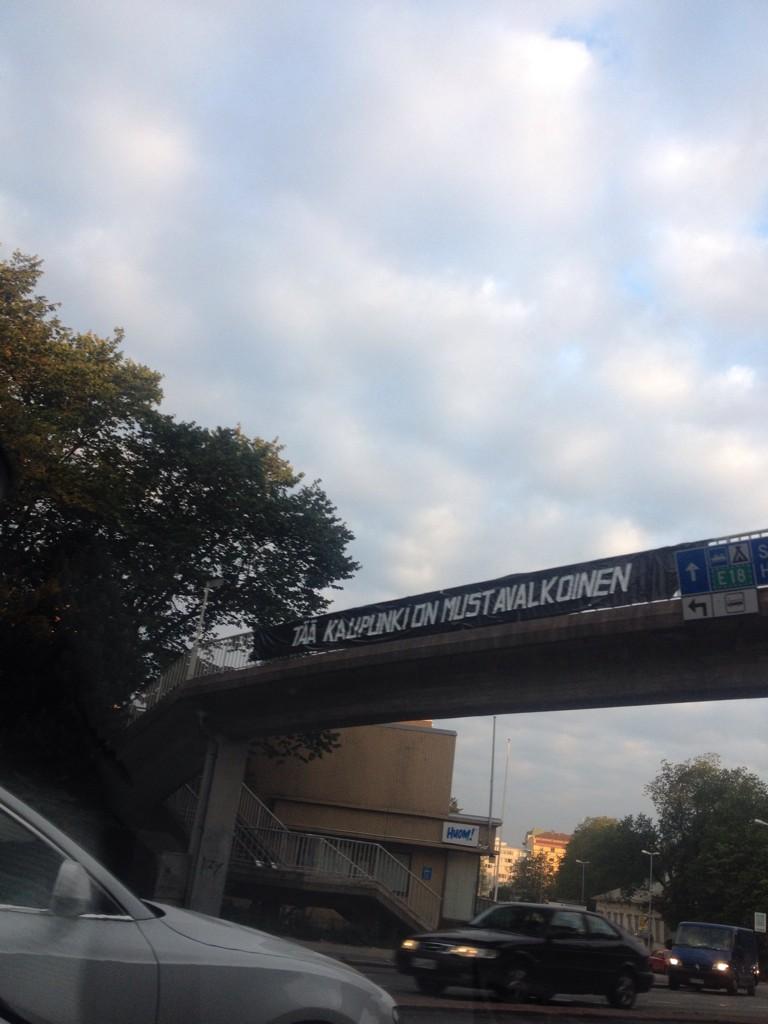 TÄÄ KAUPUNKI ON MUSTAVALKOINEN
E18
S
H
HUOM!